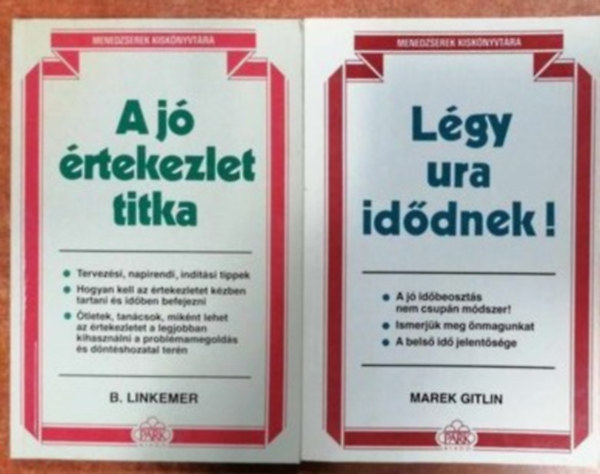 MENEDZSEREK KISKÖNYVTÁRA
A jó
értekezlet
titka
Tervezési, napirendi, indítási tippek
Hogyan kell az értekezletet kézben
tartani és időben befejezni
Ötletek, tanácsok, miként lehet
az értekezletet a legjobban
kihasználni a problémamegoldás
és döntéshozatal terén
B. LINKEMER
PARK
KIADÓ
MENEDZSEREK KISKÖNYVTÁRA
Légy
ura
idődnek!
A jó időbeosztás
nem csupán módszer!
Ismerjük meg önmagunkat
A belső idő jelentősége
MAREK GITLIN
PARK
KIADÓ